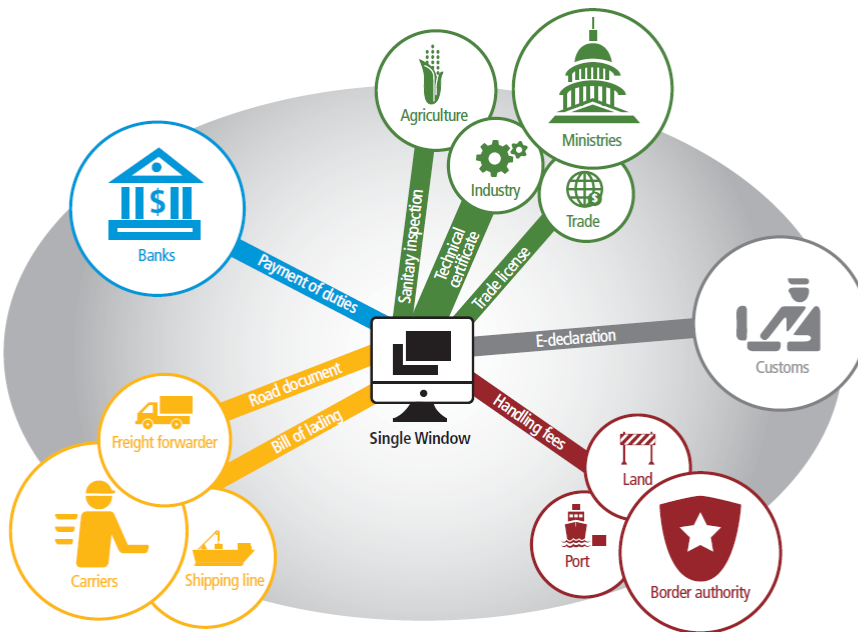 Agriculture
Ministries
Industry
Trade
$
$
Banks
Sanitary inspection
Technical
certificate
Trade license
Payment of duties
E-declaration
Customs
Road document
Bill of lading
Single Window
Handling fees
Freight forwarder
Land
Carriers
Shipping line
Port
Border authority